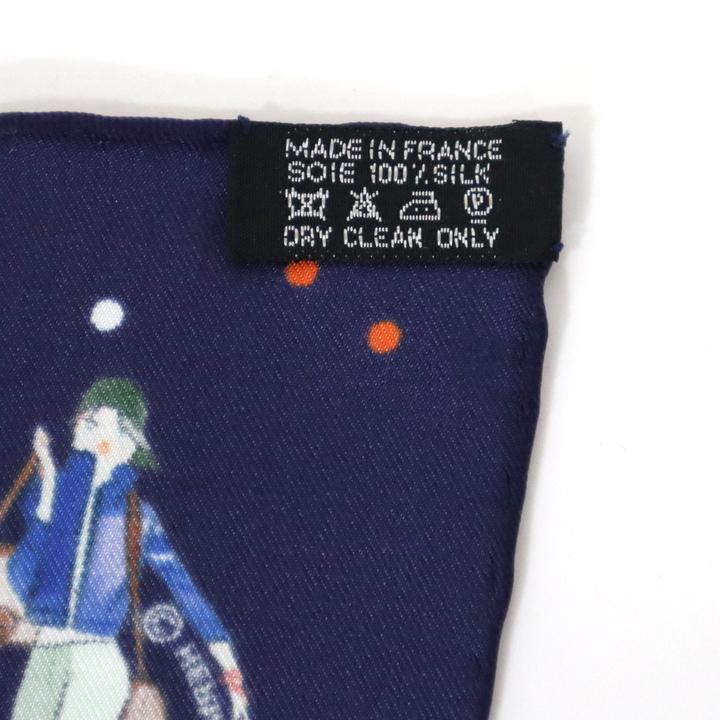 MADE IN FRANCE
SOIE 100% SILK
P
DRY CLEAN ONLY
©